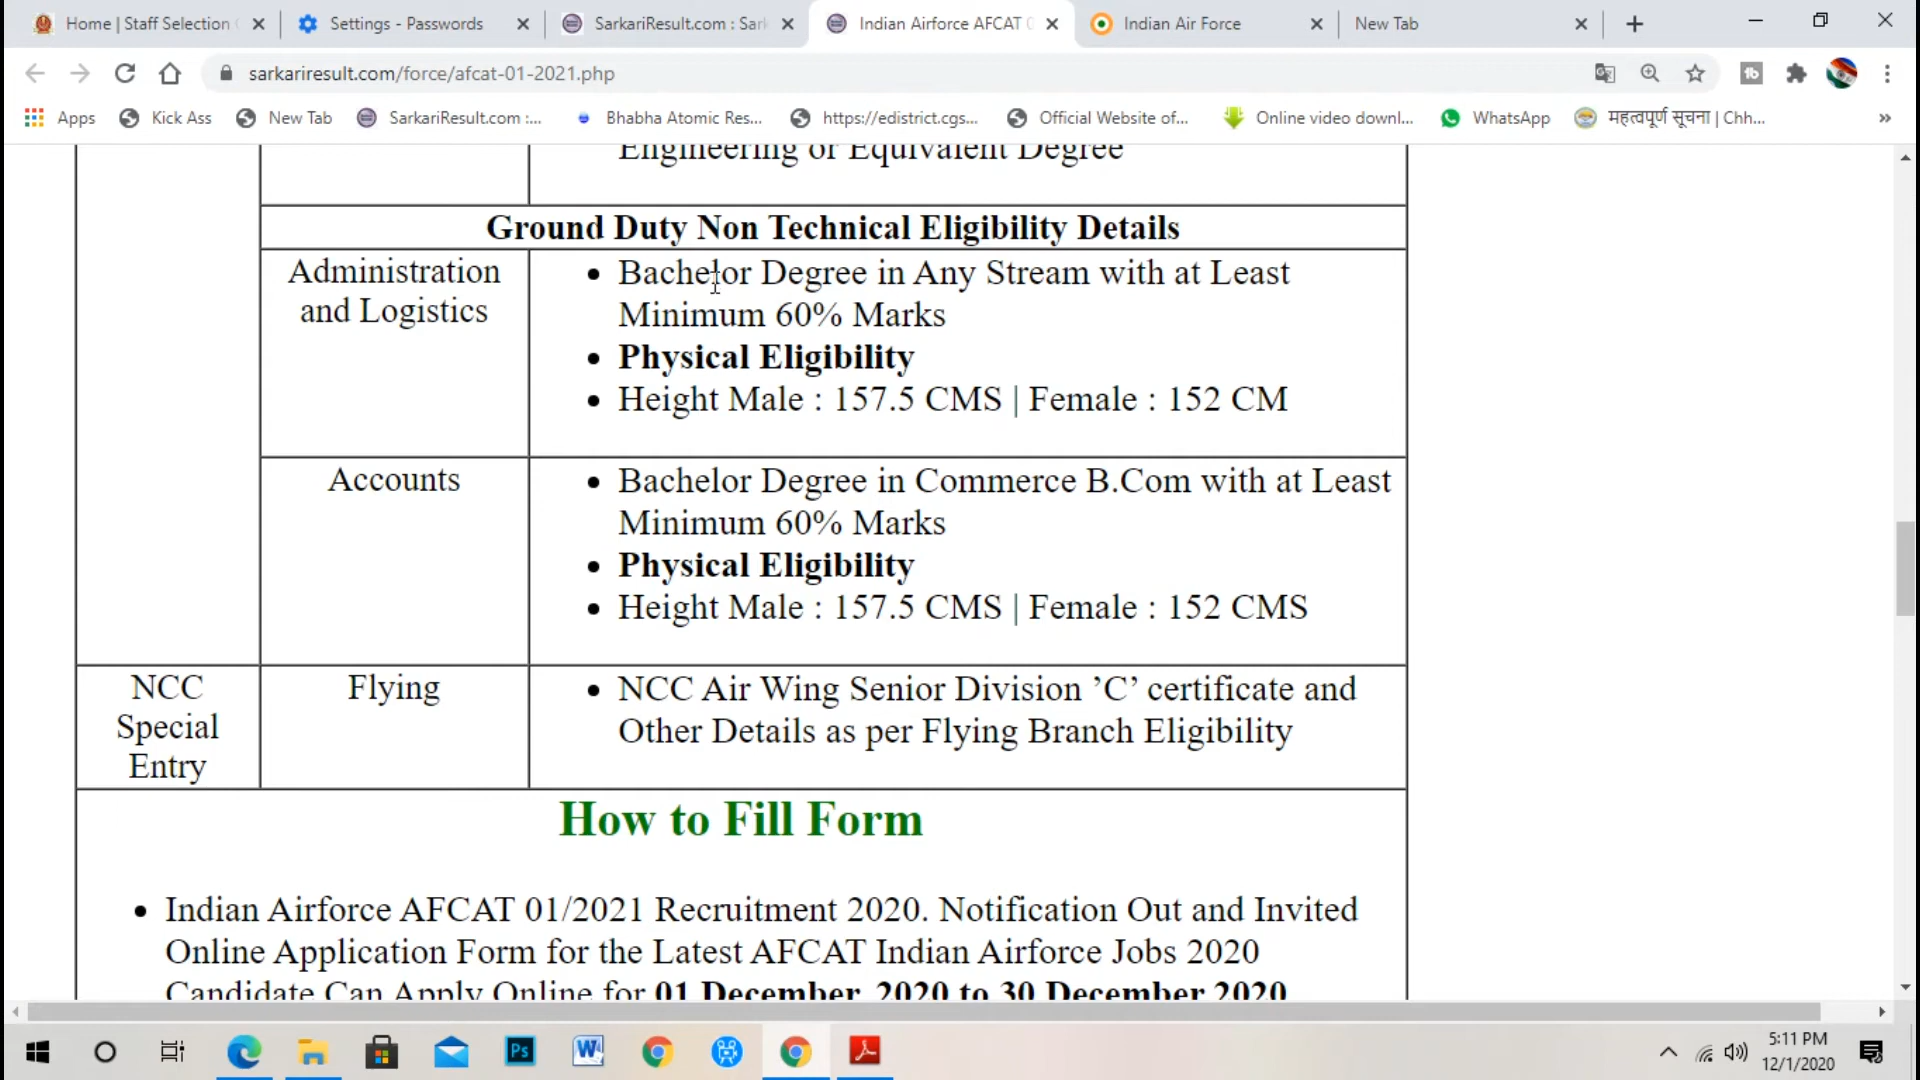 Home | Staff Selection
Settings - Passwords
SarkariResult.com : Sark
Indian Airforce AFCAT 0
Indian Air Force
New Tab
sarkariresult.com/force/afcat-01-2021.php
Apps
Kick Ass
New Tab
SarkariResult.com :...
Bhabha Atomic Res...
https://edistrict.cgs...
Official Website of...
Online video downl...
WhatsApp
महत्वपूर्ण सूचना | Chh...
»
Engineering or Equivalent Degree
Ground Duty Non Technical Eligibility Details
Administration
and Logistics
• Bachelor Degree in Any Stream with at Least
Minimum 60% Marks
• Physical Eligibility
• Height Male : 157.5 CMS | Female : 152 CM
Accounts
• Bachelor Degree in Commerce B.Com with at Least
Minimum 60% Marks
• Physical Eligibility
• Height Male : 157.5 CMS | Female : 152 CMS
NCC
Special
Entry
Flying
• NCC Air Wing Senior Division ’C’ certificate and
Other Details as per Flying Branch Eligibility
How to Fill Form
• Indian Airforce AFCAT 01/2021 Recruitment 2020. Notification Out and Invited
Online Application Form for the Latest AFCAT Indian Airforce Jobs 2020
Candidate Can Apply Online for 01 December, 2020 to 30 December 2020
Ps
W
5:11 PM
12/1/2020